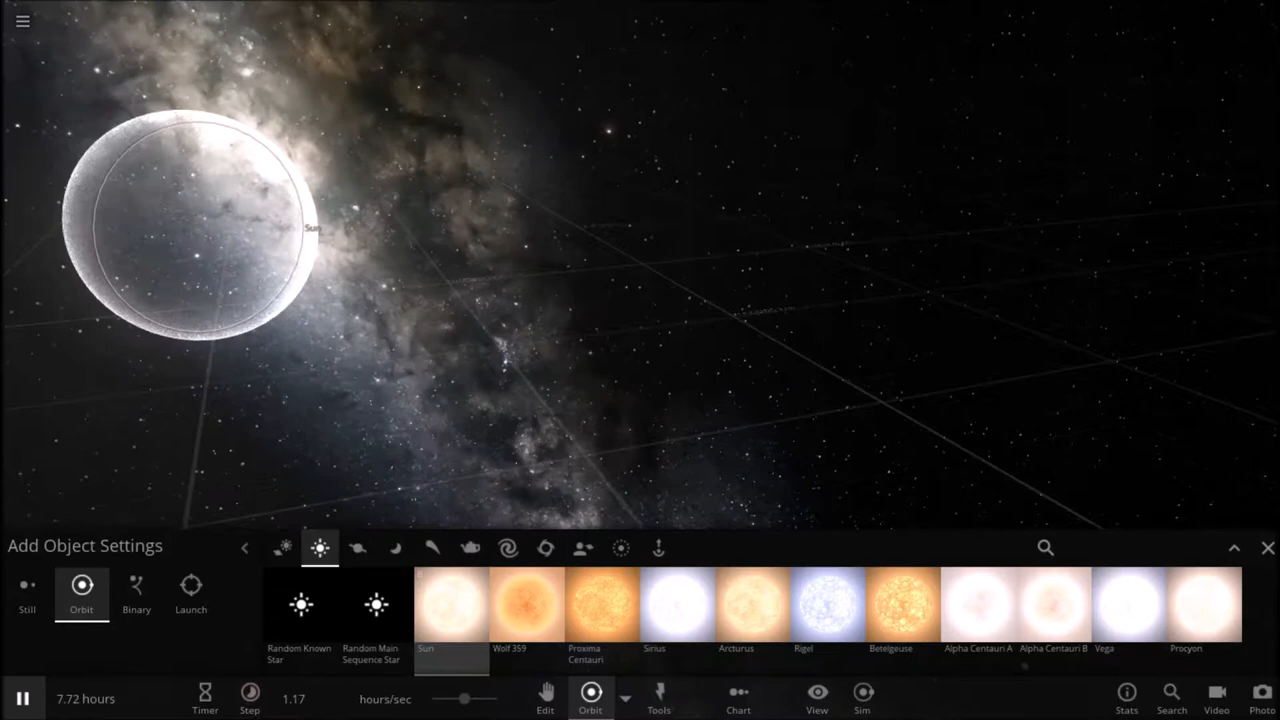 Sun
Add Object Settings
Still
Orbit
Binary
Launch
Random Known
Star
Random Main
Sequence Star
Sun
Wolf 359
Proxima
Centauri
Sirius
Arcturus
Rigel
Betelgeuse
Alpha Centauri A
Alpha Centauri B
Vega
Procyon
7.72 hours
Timer
Step
1.17
hours/sec
Edit
Orbit
Tools
Chart
View
Sim
Stats
Search
Video
Photo